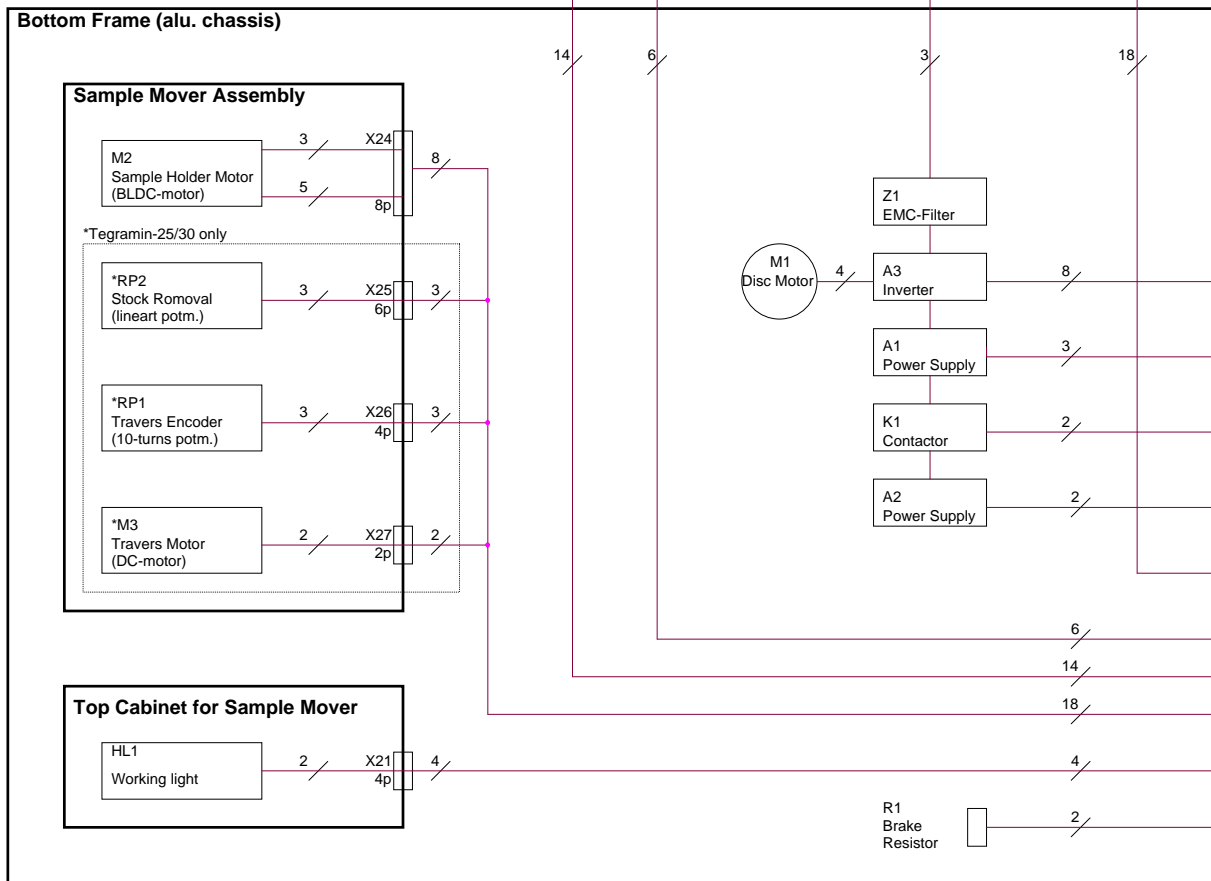 Bottom Frame (alu. chassis)
14
6
3
18
Sample Mover Assembly
M2
Sample Holder Motor
(BLDC-motor)
3
X24
5
8p
8
*Tegramin-25/30 only
*RP2
Stock Romoval
(lineart potm.)
3
X25
6p
3
*RP1
Travers Encoder
(10-turns potm.)
3
X26
4p
3
*M3
Travers Motor
(DC-motor)
2
X27
2p
2
Z1
EMC-Filter
M1
Disc Motor
4
A3
Inverter
8
A1
Power Supply
3
K1
Contactor
2
A2
Power Supply
2
6
14
18
Top Cabinet for Sample Mover
HL1
Working light
2
X21
4p
4
4
R1
Brake
Resistor
2